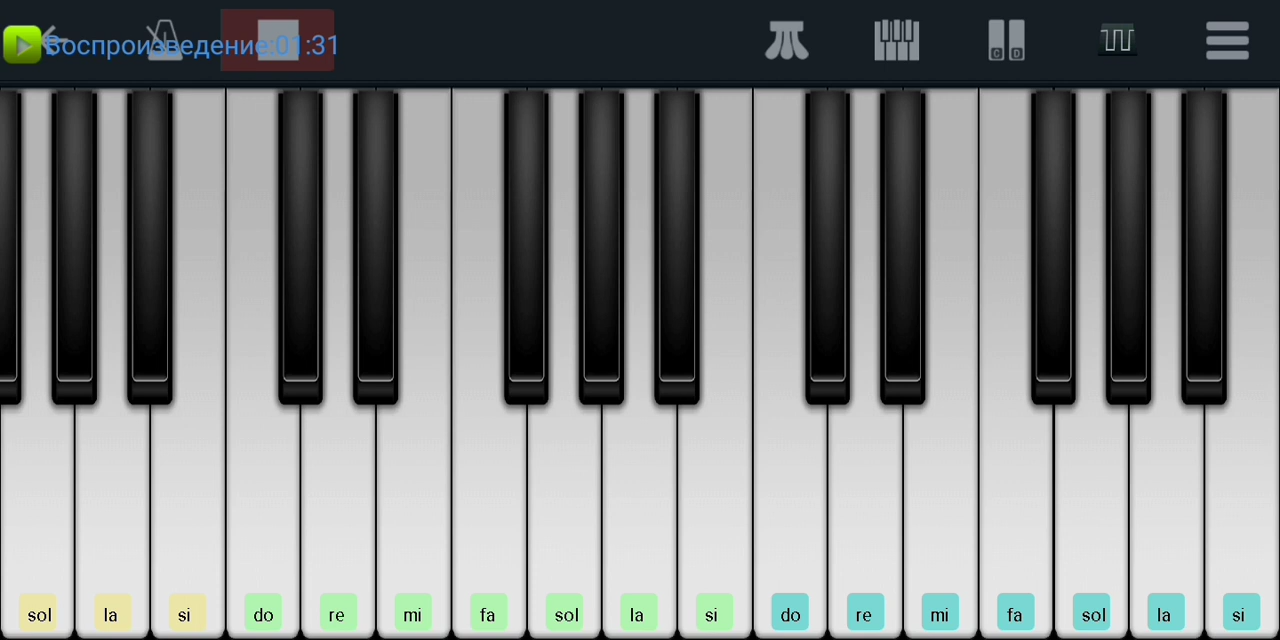 Воспроизведение:01:31
C D
sol la si do re mi fa sol la si do re mi fa sol la si